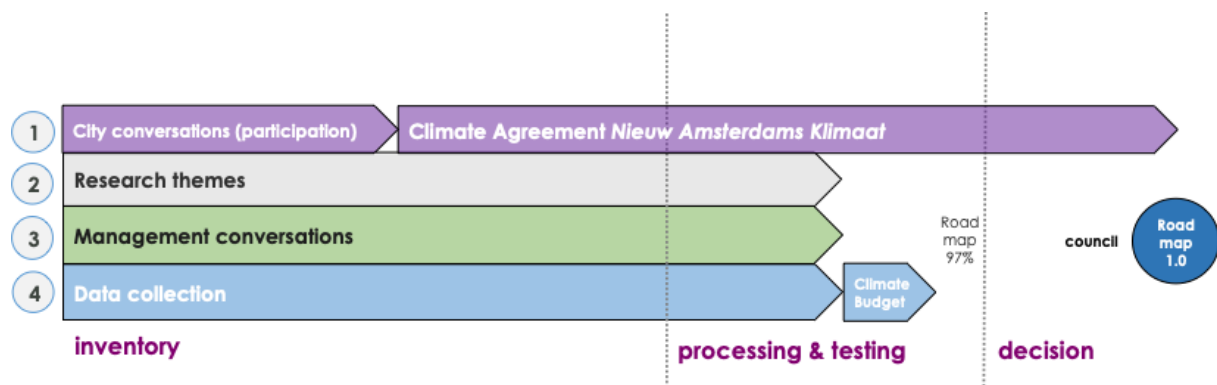 1
City conversations (participation)
Climate Agreement Nieuw Amsterdams Klimaat
2
Research themes
3
Management conversations
4
Data collection
Climate
Budget
Road
map
97%
council
Road
map
1.0
inventory
processing & testing
decision